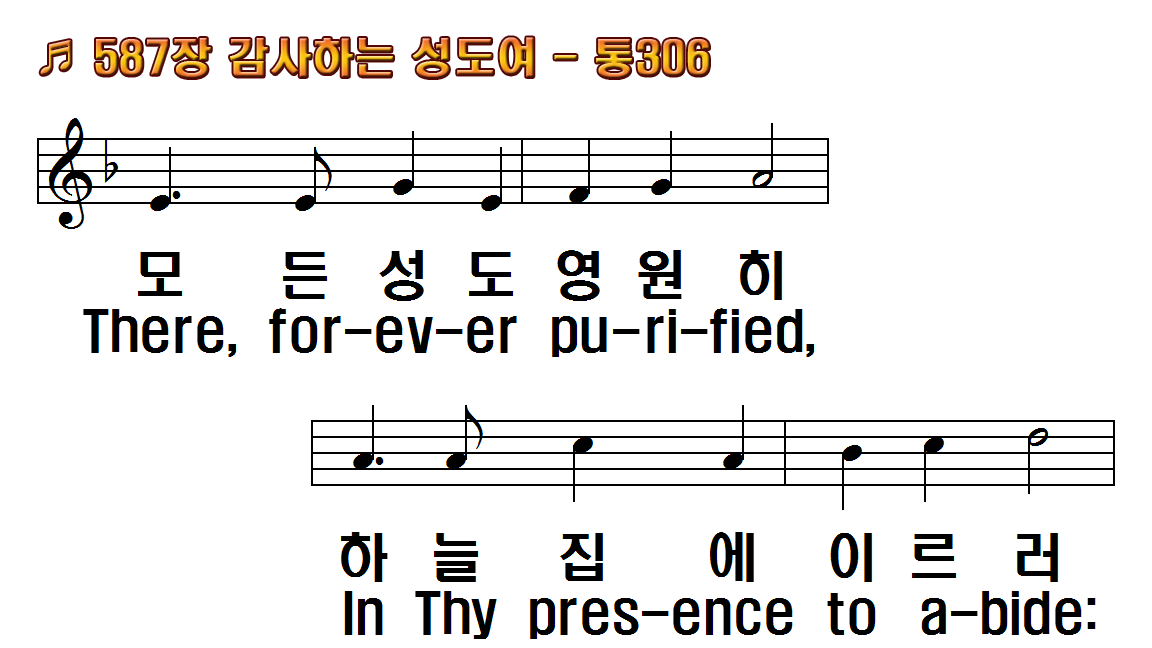 ♬ 587장 감사하는 성도여 - 통306
모 든 성 도 영 원 히
There, for-ev-er pu-ri-fied,
하 늘 집 에 이 르 러
In Thy pres-ence to a-bide: